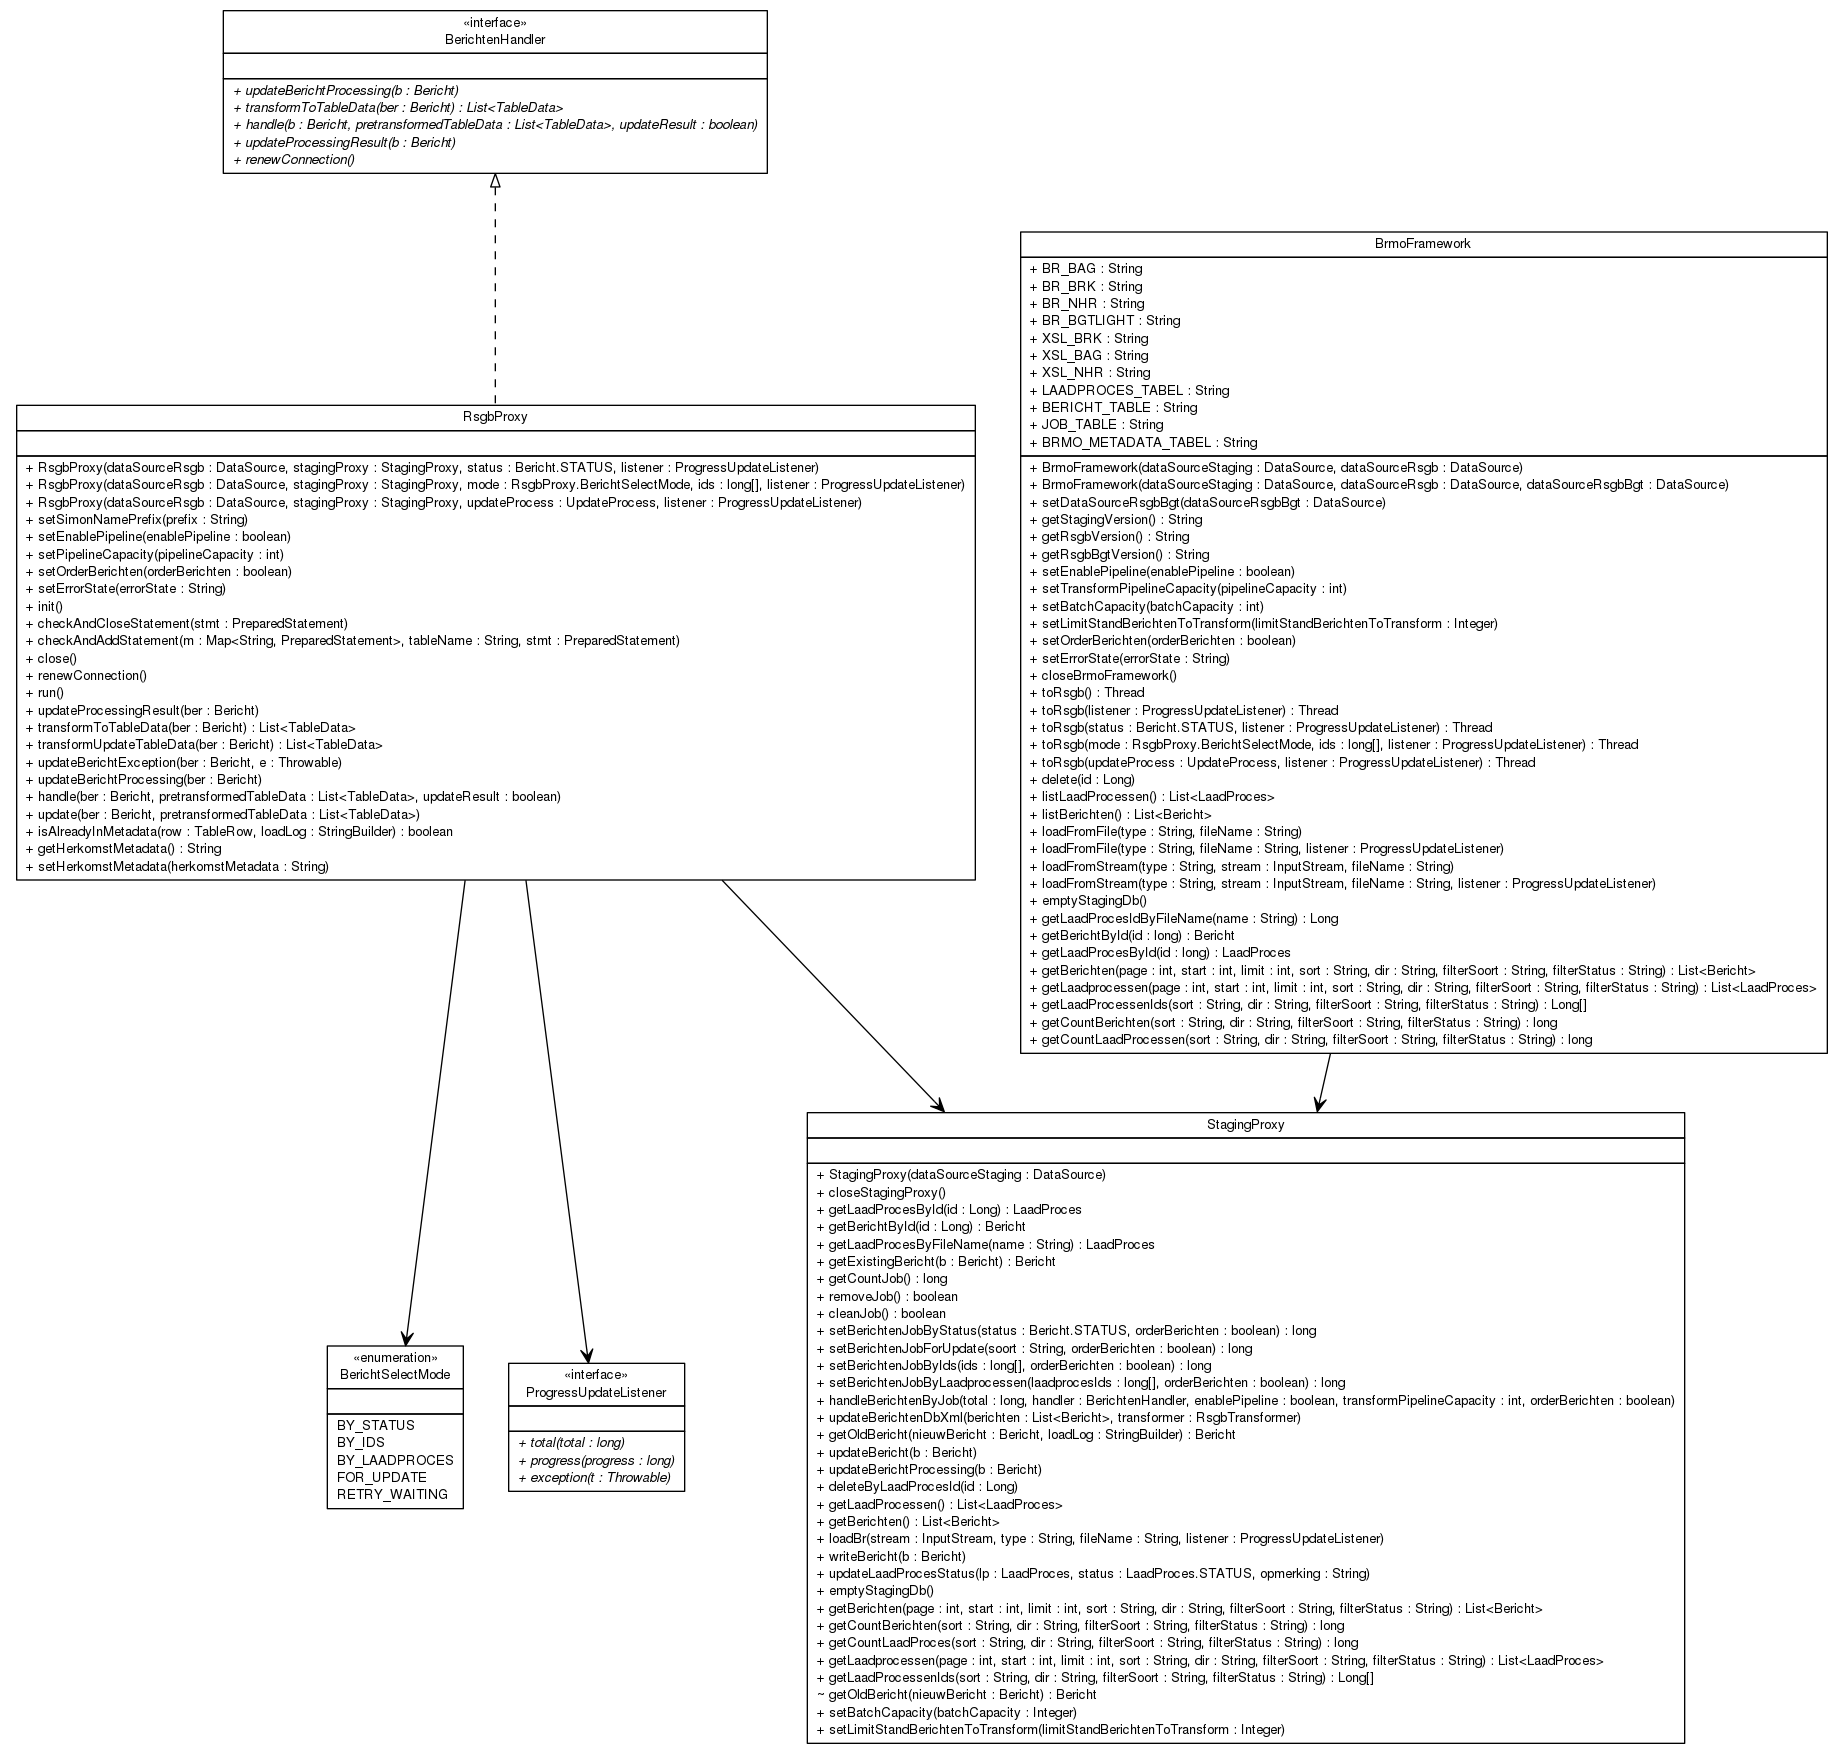 «interface»
BerichtenHandler
+ updateBerichtProcessing(b : Bericht)
+ transformToTableData(ber : Bericht) : List<TableData>
+ handle(b : Bericht, pretransformedTableData : List<TableData>, updateResult : boolean)
+ updateProcessingResult(b : Bericht)
+ renewConnection()
BrmoFramework
+ BR_BAG : String
+ BR_BRK : String
+ BR_NHR : String
+ BR_BGTLIGHT : String
+ XSL_BRK : String
+ XSL_BAG : String
+ XSL_NHR : String
+ LAADPROCES_TABEL : String
+ BERICHT_TABLE : String
+ JOB_TABLE : String
+ BRMO_METADATA_TABEL : String
+ BrmoFramework(dataSourceStaging : DataSource, dataSourceRsgb : DataSource)
+ BrmoFramework(dataSourceStaging : DataSource, dataSourceRsgb : DataSource, dataSourceRsgbBgt : DataSource)
+ setDataSourceRsgbBgt(dataSourceRsgbBgt : DataSource)
+ getStagingVersion() : String
+ getRsgbVersion() : String
+ getRsgbBgtVersion() : String
+ setEnablePipeline(enablePipeline : boolean)
+ setTransformPipelineCapacity(pipelineCapacity : int)
+ setBatchCapacity(batchCapacity : int)
+ setLimitStandBerichtenToTransform(limitStandBerichtenToTransform : Integer)
+ setOrderBerichten(orderBerichten : boolean)
+ setErrorState(errorState : String)
+ closeBrmoFramework()
+ toRsgb() : Thread
+ toRsgb(listener : ProgressUpdateListener) : Thread
+ toRsgb(status : Bericht.STATUS, listener : ProgressUpdateListener) : Thread
+ toRsgb(mode : RsgbProxy.BerichtSelectMode, ids : long[], listener : ProgressUpdateListener) : Thread
+ toRsgb(updateProcess : UpdateProcess, listener : ProgressUpdateListener) : Thread
+ delete(id : Long)
+ listLaadProcessen() : List<LaadProces>
+ listBerichten() : List<Bericht>
+ loadFromFile(type : String, fileName : String)
+ loadFromFile(type : String, fileName : String, listener : ProgressUpdateListener)
+ loadFromStream(type : String, stream : InputStream, fileName : String)
+ loadFromStream(type : String, stream : InputStream, fileName : String, listener : ProgressUpdateListener)
+ emptyStagingDb()
+ getLaadProcesIdByFileName(name : String) : Long
+ getBerichtById(id : long) : Bericht
+ getLaadProcesById(id : long) : LaadProces
+ getBerichten(page : int, start : int, limit : int, sort : String, dir : String, filterSoort : String, filterStatus : String) : List<Bericht>
+ getLaadprocessen(page : int, start : int, limit : int, sort : String, dir : String, filterSoort : String, filterStatus : String) : List<LaadProces>
+ getLaadProcessenIds(sort : String, dir : String, filterSoort : String, filterStatus : String) : Long[]
+ getCountBerichten(sort : String, dir : String, filterSoort : String, filterStatus : String) : long
+ getCountLaadProcessen(sort : String, dir : String, filterSoort : String, filterStatus : String) : long
RsgbProxy
+ RsgbProxy(dataSourceRsgb : DataSource, stagingProxy : StagingProxy, status : Bericht.STATUS, listener : ProgressUpdateListener)
+ RsgbProxy(dataSourceRsgb : DataSource, stagingProxy : StagingProxy, mode : RsgbProxy.BerichtSelectMode, ids : long[], listener : ProgressUpdateListener)
+ RsgbProxy(dataSourceRsgb : DataSource, stagingProxy : StagingProxy, updateProcess : UpdateProcess, listener : ProgressUpdateListener)
+ setSimonNamePrefix(prefix : String)
+ setEnablePipeline(enablePipeline : boolean)
+ setPipelineCapacity(pipelineCapacity : int)
+ setOrderBerichten(orderBerichten : boolean)
+ setErrorState(errorState : String)
+ init()
+ checkAndCloseStatement(stmt : PreparedStatement)
+ checkAndAddStatement(m : Map<String, PreparedStatement>, tableName : String, stmt : PreparedStatement)
+ close()
+ renewConnection()
+ run()
+ updateProcessingResult(ber : Bericht)
+ transformToTableData(ber : Bericht) : List<TableData>
+ transformUpdateTableData(ber : Bericht) : List<TableData>
+ updateBerichtException(ber : Bericht, e : Throwable)
+ updateBerichtProcessing(ber : Bericht)
+ handle(ber : Bericht, pretransformedTableData : List<TableData>, updateResult : boolean)
+ update(ber : Bericht, pretransformedTableData : List<TableData>)
+ isAlreadyInMetadata(row : TableRow, loadLog : StringBuilder) : boolean
+ getHerkomstMetadata() : String
+ setHerkomstMetadata(herkomstMetadata : String)
StagingProxy
+ StagingProxy(dataSourceStaging : DataSource)
+ closeStagingProxy()
+ getLaadProcesById(id : Long) : LaadProces
+ getBerichtById(id : Long) : Bericht
+ getLaadProcesByFileName(name : String) : LaadProces
+ getExistingBericht(b : Bericht) : Bericht
+ getCountJob() : long
+ removeJob() : boolean
+ cleanJob() : boolean
+ setBerichtenJobByStatus(status : Bericht.STATUS, orderBerichten : boolean) : long
+ setBerichtenJobForUpdate(soort : String, orderBerichten : boolean) : long
+ setBerichtenJobByIds(ids : long[], orderBerichten : boolean) : long
+ setBerichtenJobByLaadprocessen(laadprocesIds : long[], orderBerichten : boolean) : long
+ handleBerichtenByJob(total : long, handler : BerichtenHandler, enablePipeline : boolean, transformPipelineCapacity : int, orderBerichten : boolean)
+ updateBerichtenDbXml(berichten : List<Bericht>, transformer : RsgbTransformer)
+ getOldBericht(nieuwBericht : Bericht, loadLog : StringBuilder) : Bericht
+ updateBericht(b : Bericht)
+ updateBerichtProcessing(b : Bericht)
+ deleteByLaadProcesId(id : Long)
+ getLaadProcessen() : List<LaadProces>
+ getBerichten() : List<Bericht>
+ loadBr(stream : InputStream, type : String, fileName : String, listener : ProgressUpdateListener)
+ writeBericht(b : Bericht)
+ updateLaadProcesStatus(lp : LaadProces, status : LaadProces.STATUS, opmerking : String)
+ emptyStagingDb()
+ getBerichten(page : int, start : int, limit : int, sort : String, dir : String, filterSoort : String, filterStatus : String) : List<Bericht>
+ getCountBerichten(sort : String, dir : String, filterSoort : String, filterStatus : String) : long
+ getCountLaadProces(sort : String, dir : String, filterSoort : String, filterStatus : String) : long
+ getLaadprocessen(page : int, start : int, limit : int, sort : String, dir : String, filterSoort : String, filterStatus : String) : List<LaadProces>
+ getLaadProcessenIds(sort : String, dir : String, filterSoort : String, filterStatus : String) : Long[]
~ getOldBericht(nieuwBericht : Bericht) : Bericht
+ setBatchCapacity(batchCapacity : Integer)
+ setLimitStandBerichtenToTransform(limitStandBerichtenToTransform : Integer)
«enumeration»
BerichtSelectMode
BY_STATUS
BY_IDS
BY_LAADPROCES
FOR_UPDATE
RETRY_WAITING
«interface»
ProgressUpdateListener
+ total(total : long)
+ progress(progress : long)
+ exception(t : Throwable)